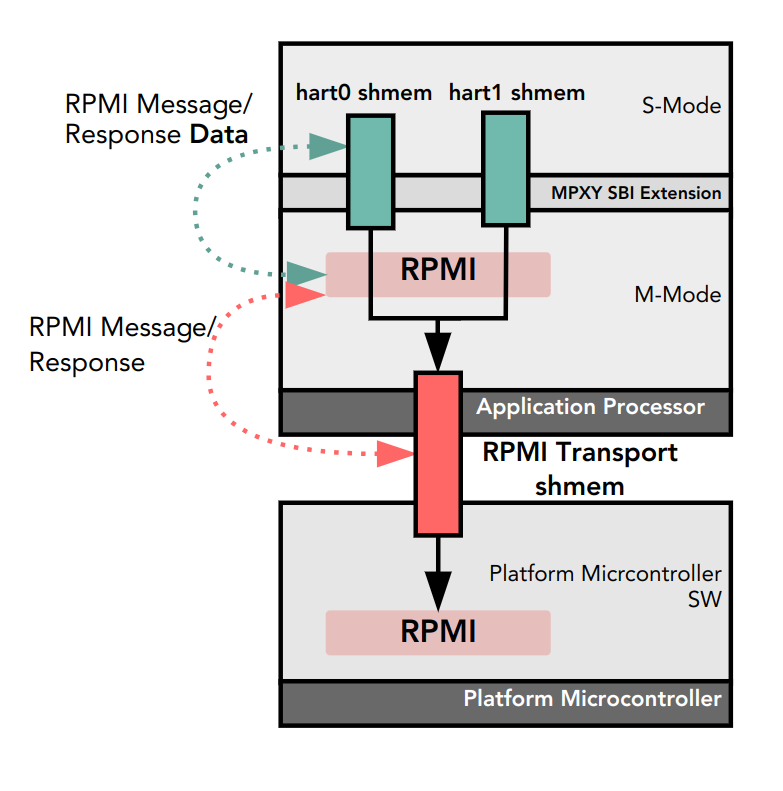 RPMI Message/
Response Data
hart0 shmem
hart1 shmem
S-Mode
MPXY SBI Extension
RPMI
M-Mode
RPMI Message/
Response
Application Processor
RPMI Transport
shmem
Platform Micrcontroller
SW
RPMI
Platform Microcontroller